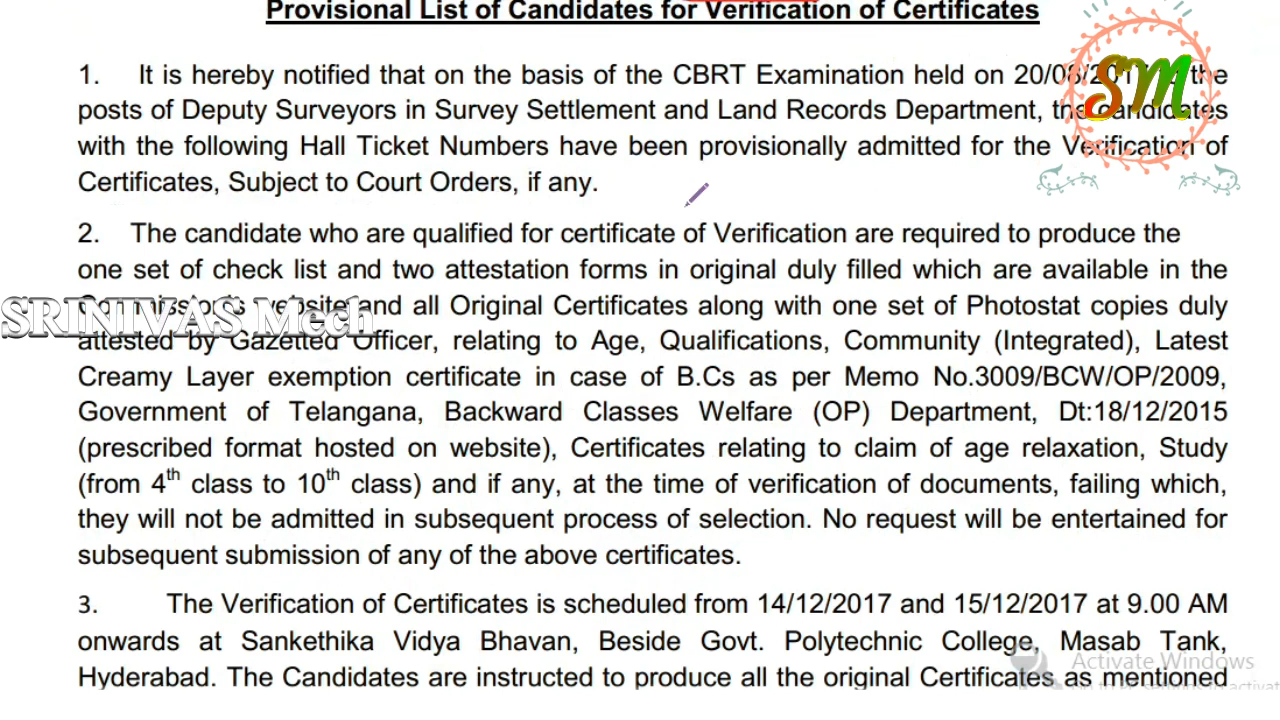 Provisional List of Candidates for Verification of Certificates
1. It is hereby notified that on the basis of the CBRT Examination held on the
SM
posts of Deputy Surveyors in Survey Settlement and Land Records Department, the candidates
with the following Hall Ticket Numbers have been provisionally admitted for the Verification of
Certificates, Subject to Court Orders, if any.
2. The candidate who are qualified for certificate of Verification are required to produce the
one set of check list and two attestation forms in original duly filled which are available in the
Commission's website and all Original Certificates along with one set of Photostat copies duly
SRINIVAS Mech
attested by Gazetted Officer, relating to Age, Qualifications, Community (Integrated), Latest
Creamy Layer exemption certificate in case of B.Cs as per Memo No.3009/BCW/OP/2009,
Government of Telangana, Backward Classes Welfare (OP) Department, Dt:18/12/2015
(prescribed format hosted on website), Certificates relating to claim of age relaxation, Study
(from 4th class to 10th class) and if any, at the time of verification of documents, failing which,
they will not be admitted in subsequent process of selection. No request will be entertained for
subsequent submission of any of the above certificates.
3. The Verification of Certificates is scheduled from 14/12/2017 and 15/12/2017 at 9.00 AM
onwards at Sankethika Vidya Bhavan, Beside Govt. Polytechnic College, Masab Tank,
Activate Windows
Hyderabad. The Candidates are instructed to produce all the original Certificates as mentioned